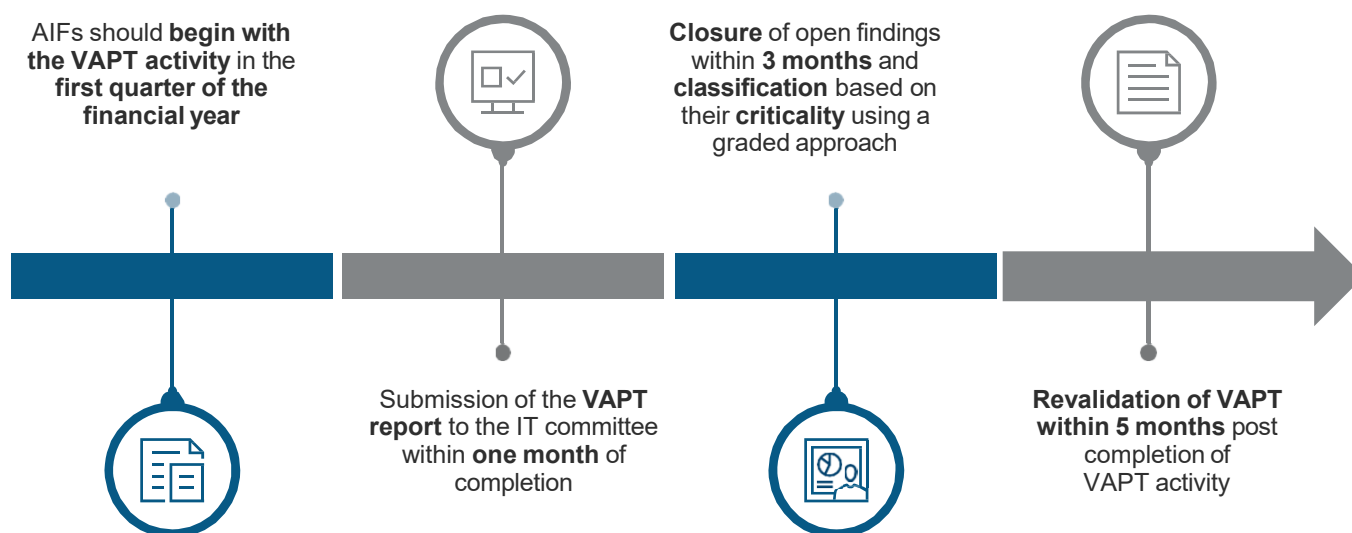 AIFs should begin with
the VAPT activity in the
first quarter of the
financial year
Submission of the VAPT
report to the IT committee
within one month of
completion
Closure of open findings
within 3 months and
classification based on
their criticality using a
graded approach
Revalidation of VAPT
within 5 months post
completion of
VAPT activity